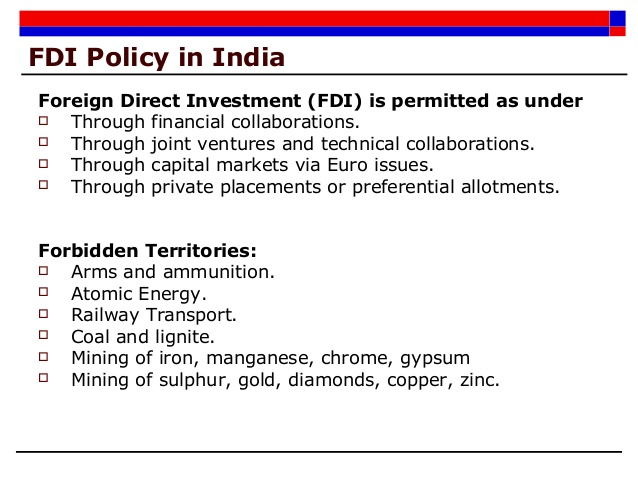 FDI Policy in India
Foreign Direct Investment (FDI) is permitted as under
Through financial collaborations.
Through joint ventures and technical collaborations.
Through capital markets via Euro issues.
Through private placements or preferential allotments.
Forbidden Territories:
Arms and ammunition.
Atomic Energy.
Railway Transport.
Coal and lignite.
Mining of iron, manganese, chrome, gypsum
Mining of sulphur, gold, diamonds, copper, zinc.